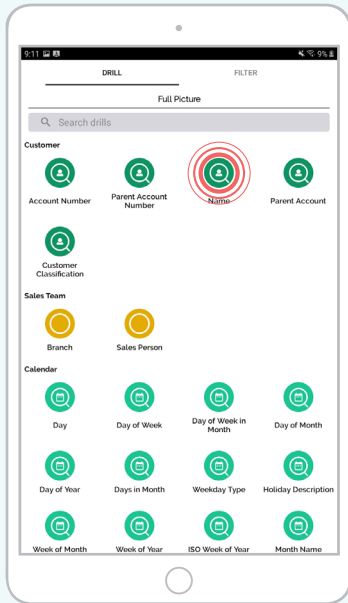 9:11 9%
DRILL FILTER
Full Picture
Search drills
Customer
Account Number Parent Account Number Name Parent Account
Customer Classification
Sales Team
Branch Sales Person
Calendar
Day Day of Week Day of Week in Month Day of Month
Day of Year Days in Month Weekday Type Holiday Description
Week of Month Week of Year ISO Week of Year Month Name